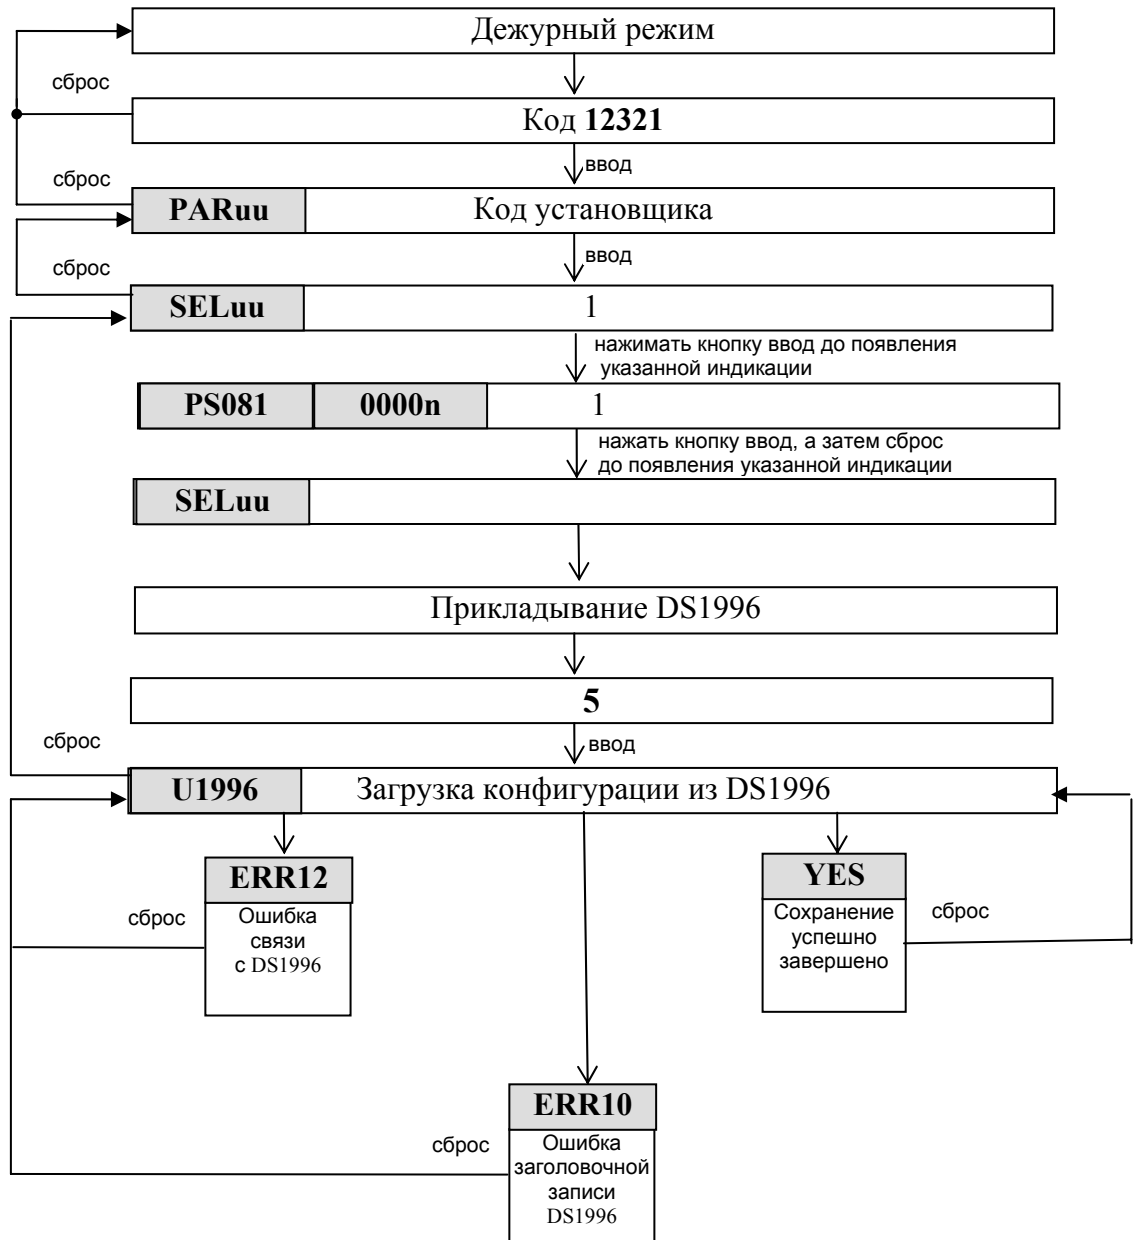 Дежурный режим
сброс
Код 12321
ввод
сброс
PARuu Код установщика
ввод
сброс
SELuu 1
нажимать кнопку ввод до появления
указанной индикации
PS081 0000n 1
нажать кнопку ввод, а затем сброс
до появления указанной индикации
SELuu
Прикладывание DS1996
5
сброс
ввод
U1996 Загрузка конфигурации из DS1996
ERR12
сброс
Ошибка
связи
с DS1996
YES
Сохранение
успешно
завершено
сброс
ERR10
сброс
Ошибка
заголовочной
записи
DS1996